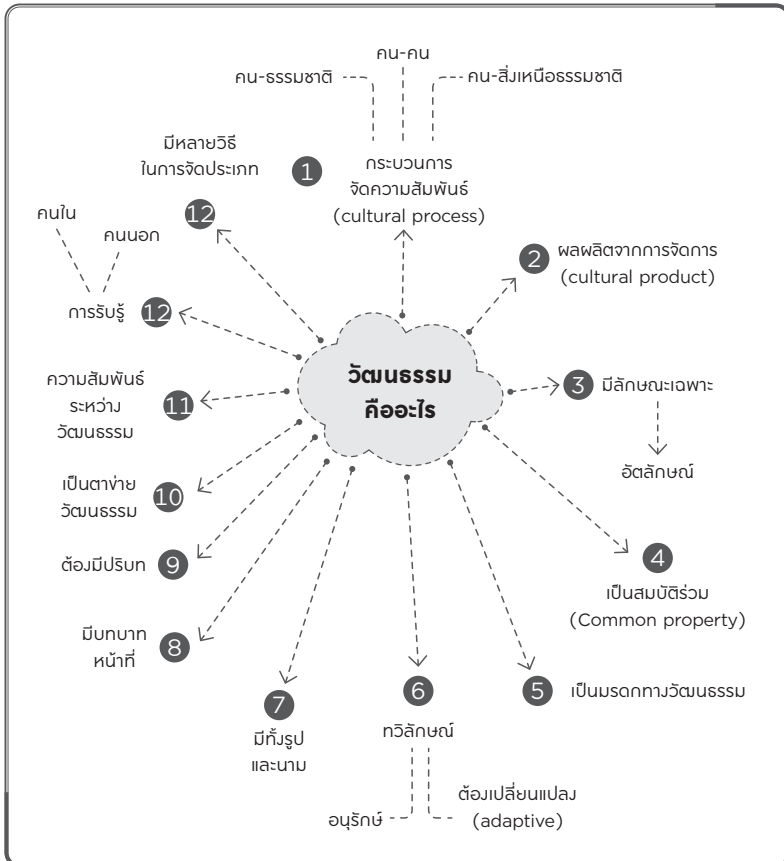 คน-คน
คน-ธรรมชาติ
คน-สิ่งเหนือธรรมชาติ
1
กระบวนการ
จัดความสัมพันธ์
(cultural process)
2
ผลผลิตจากการจัดการ
(cultural product)
วัฒนธรรม
คืออะไร
3
มีลักษณะเฉพาะ
อัตลักษณ์
4
เป็นสมบัติร่วม
(Common property)
5
เป็นมรดกทางวัฒนธรรม
6
ทวิลักษณ์
อนุรักษ์
ต้องเปลี่ยนแปลง
(adaptive)
7
มีทั้งรูป
และนาม
8
มีบทบาท
หน้าที่
9
ต้องมีปริบท
10
เป็นตาข่าย
วัฒนธรรม
11
ความสัมพันธ์
ระหว่าง
วัฒนธรรม
12
การรับรู้
คนใน
คนนอก
12
มีหลายวิธี
ในการจัดประเภท